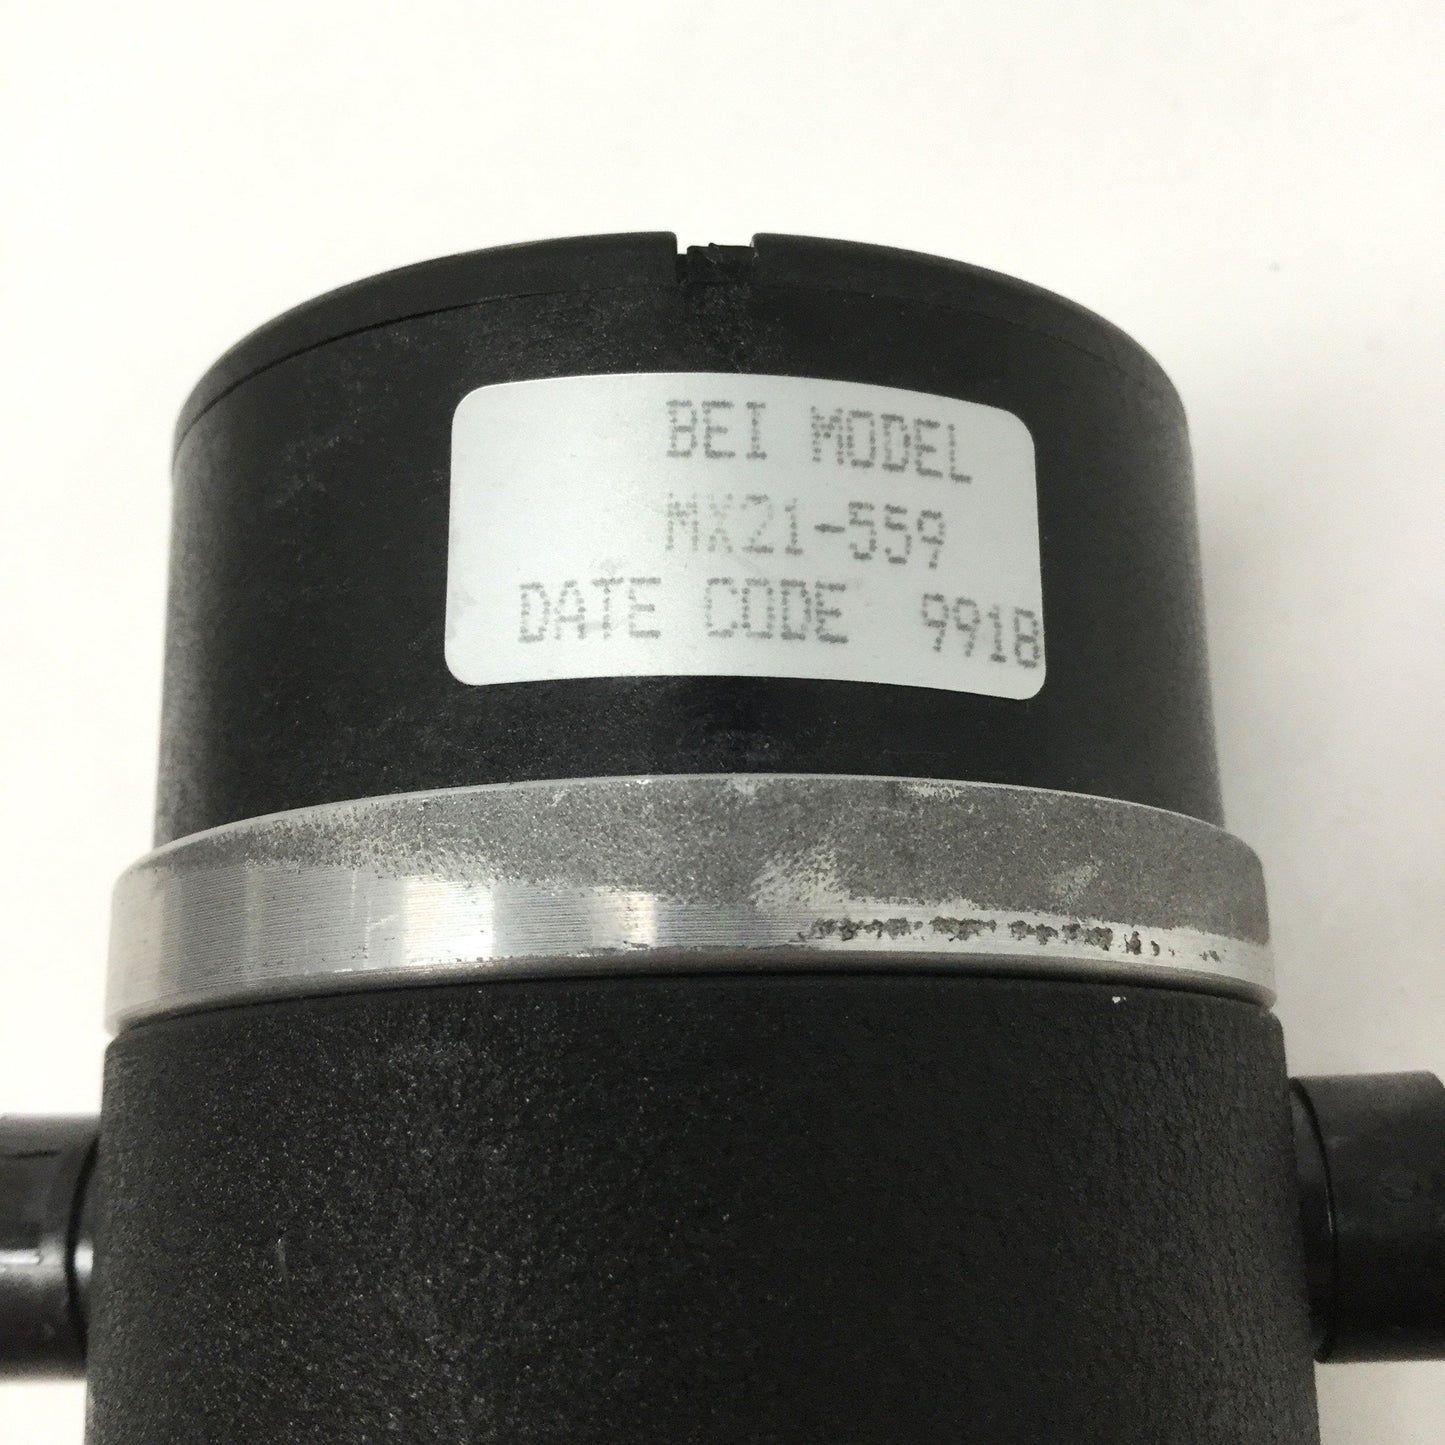 BEI MODEL
MX21-559
DATE CODE 9918